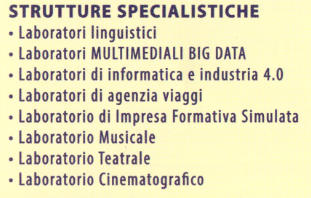 STRUTTURE SPECIALISTICHE
• Laboratori linguistici
• Laboratori MULTIMEDIALI BIG DATA
• Laboratori di informatica e industria 4.0
• Laboratori di agenzia viaggi
• Laboratorio di Impresa Formativa Simulata
• Laboratorio Musicale
• Laboratorio Teatrale
• Laboratorio Cinematografico